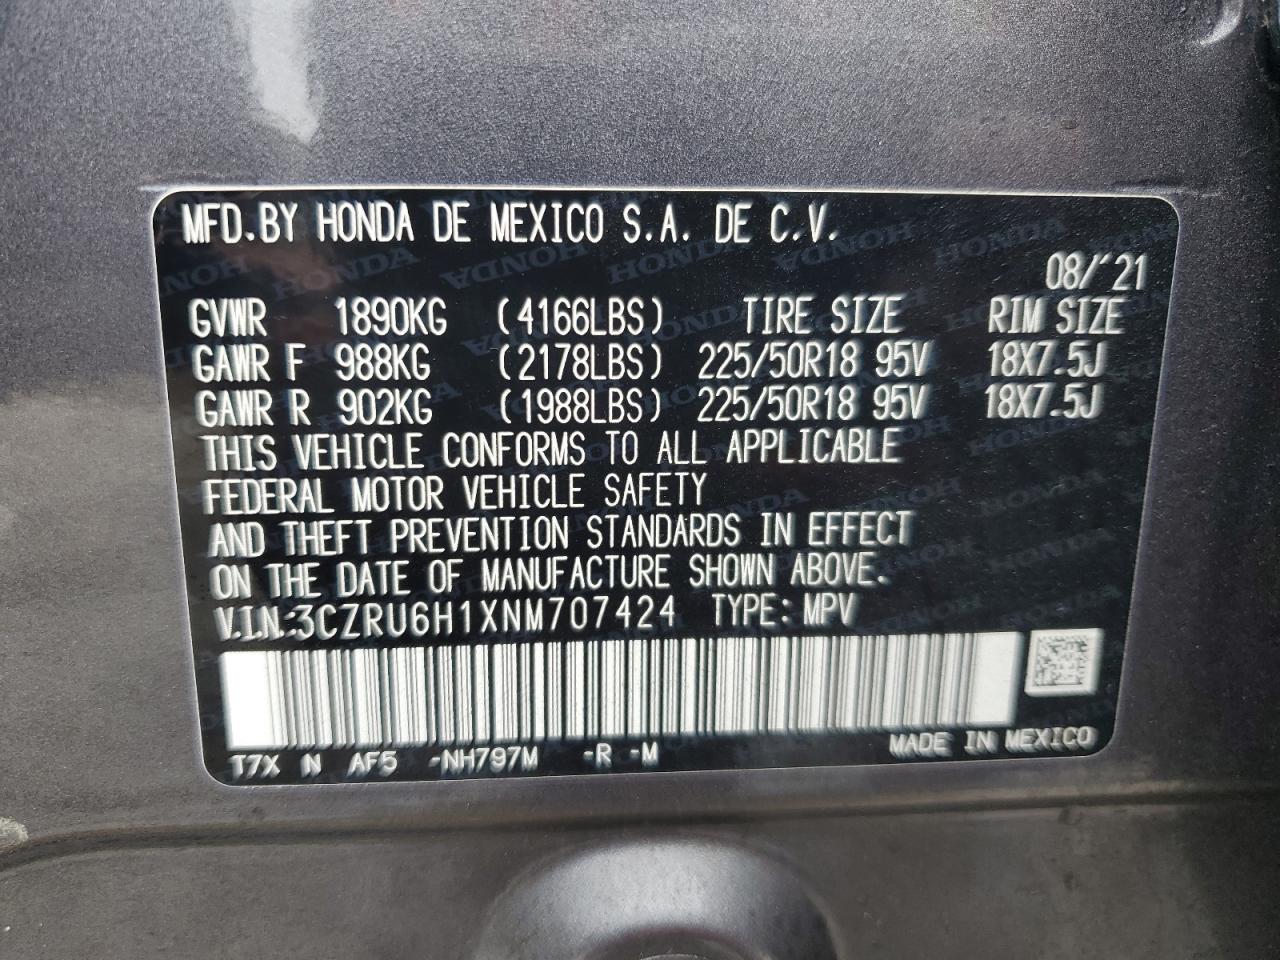 MFD.BY HONDA DE MEXICO S.A. DE C.V.
08/'21
GVWR 1890KG (4166LBS) TIRE SIZE RIM SIZE
GAWR F 988KG (2178LBS) 225/50R18 95V 18X7.5J
GAWR R 902KG (1988LBS) 225/50R18 95V 18X7.5J
THIS VEHICLE CONFORMS TO ALL APPLICABLE
FEDERAL MOTOR VEHICLE SAFETY
AND THEFT PREVENTION STANDARDS IN EFFECT
ON THE DATE OF MANUFACTURE SHOWN ABOVE.
V.I.N.:3CZRU6H1XNM707424 TYPE:MPV
MADE IN MEXICO
T7X N AF5 -NH797M -R -M